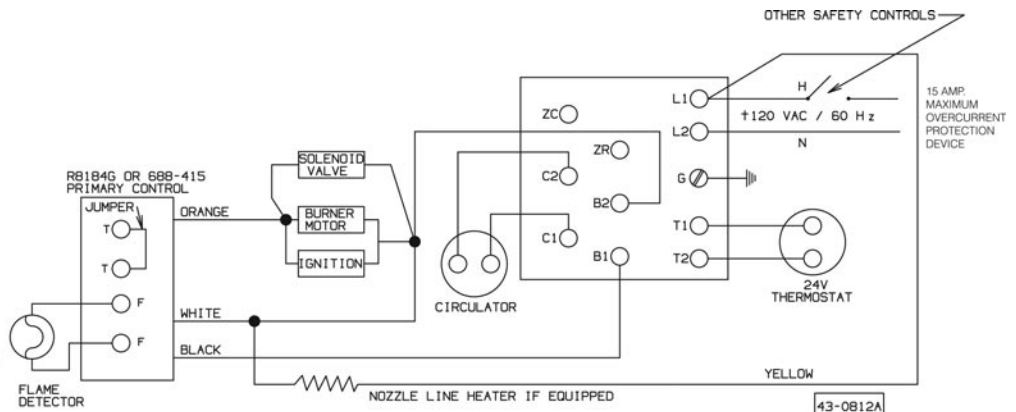 OTHER SAFETY CONTROLS
L1
H
†120 VAC / 60 Hz
15 AMP.
MAXIMUM
OVERCURRENT
PROTECTION
DEVICE
L2
N
ZC
ZR
C2
G
B2
C1
T1
B1
T2
24V
THERMOSTAT
SOLENOID
VALVE
R8184G OR 688-415
PRIMARY CONTROL
JUMPER
ORANGE
BURNER
MOTOR
T
T
IGNITION
CIRCULATOR
F
WHITE
F
BLACK
YELLOW
FLAME
DETECTOR
NOZZLE LINE HEATER IF EQUIPPED
43-0812A